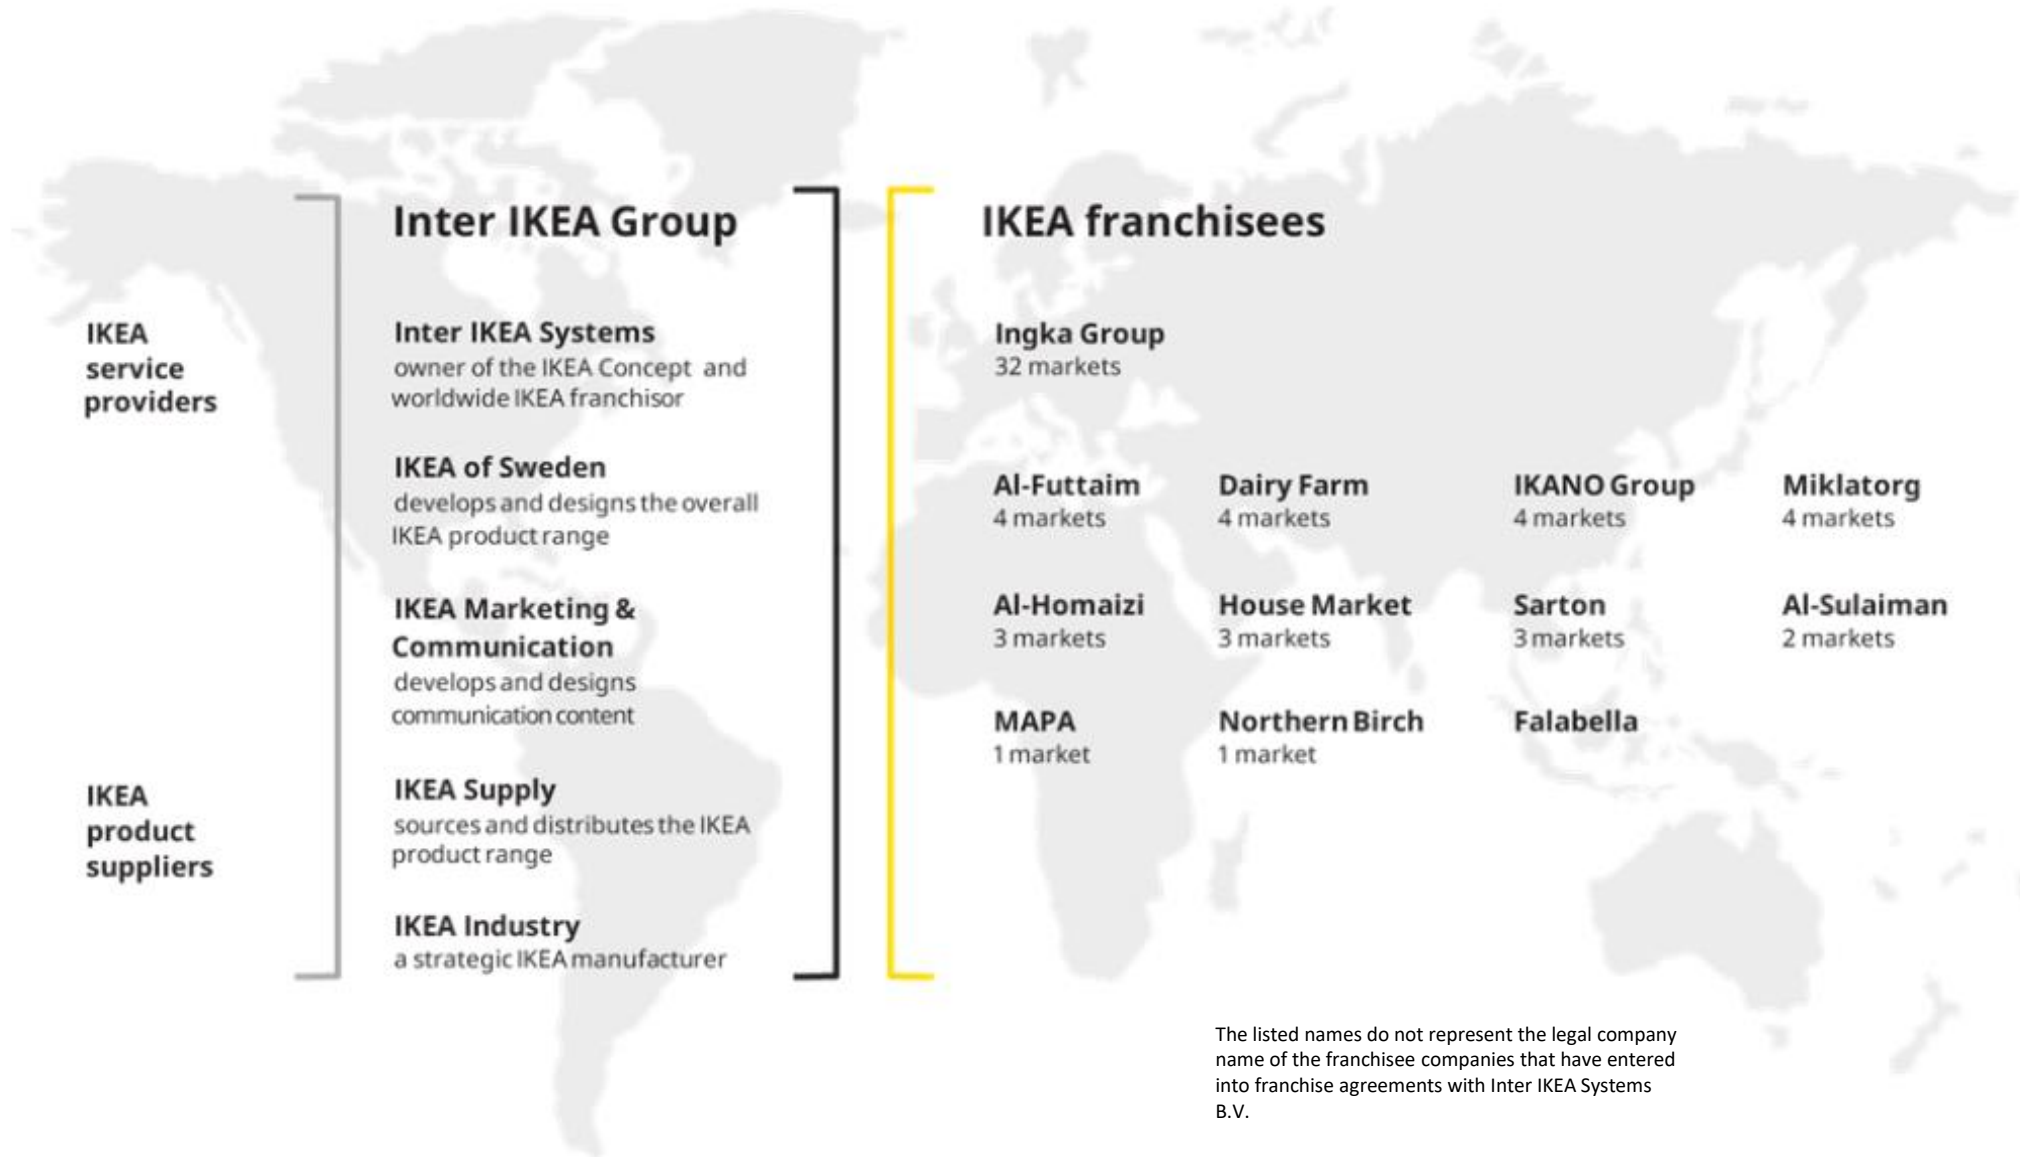 IKEA
service
providers
IKEA
product
suppliers
Inter IKEA Group
Inter IKEA Systems
owner of the IKEA Concept and
worldwide IKEA franchisor
IKEA of Sweden
develops and designs the overall
IKEA product range
IKEA Marketing &
Communication
develops and designs
communication content
IKEA Supply
sources and distributes the IKEA
product range
IKEA Industry
a strategic IKEA manufacturer
IKEA franchisees
Ingka Group
32 markets
Al-Futtaim
4 markets
Dairy Farm
4 markets
IKANO Group
4 markets
Miklatorg
4 markets
Al-Homaizi
3 markets
House Market
3 markets
Sarton
3 markets
Al-Sulaiman
2 markets
MAPA
1 market
Northern Birch
1 market
Falabella
The listed names do not represent the legal company
name of the franchisee companies that have entered
into franchise agreements with Inter IKEA Systems
B.V.